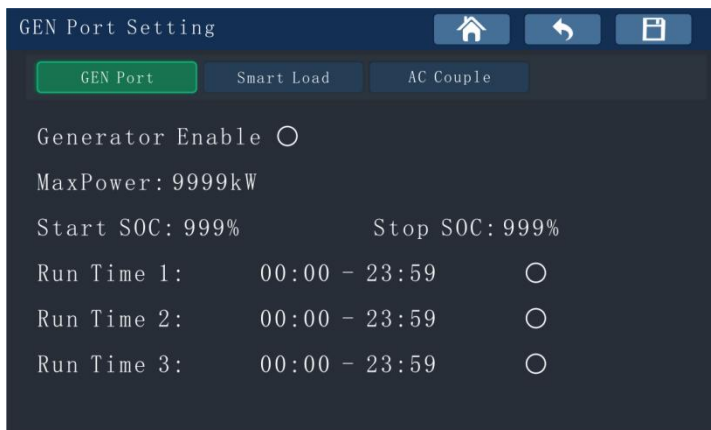 GEN Port Setting
GEN Port Smart Load AC Couple
Generator Enable
MaxPower: 9999kW
Start SOC: 999% Stop SOC: 999%
Run Time 1: 00:00 - 23:59
Run Time 2: 00:00 - 23:59
Run Time 3: 00:00 - 23:59